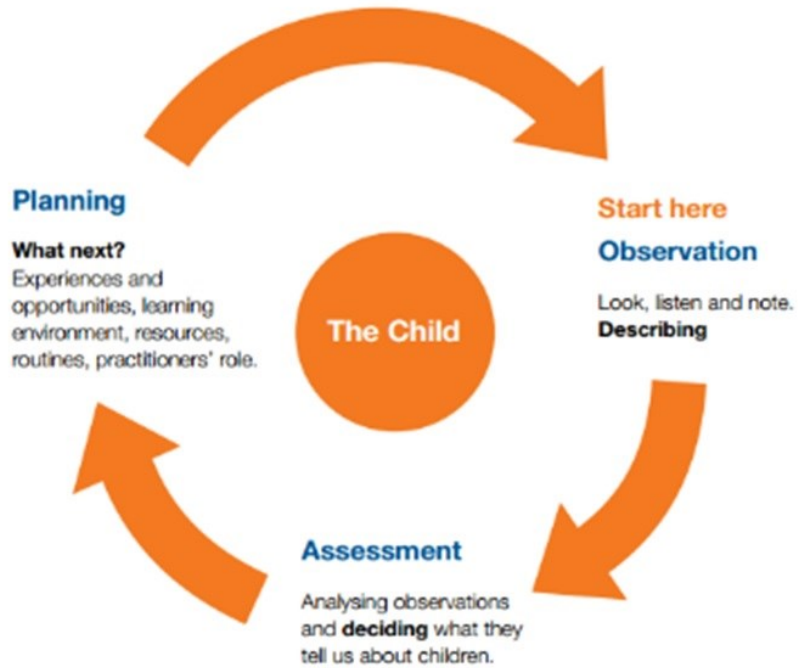 Planning
What next?
Experiences and
opportunities, learning
environment, resources,
routines, practitioners' role.
The Child
Start here
Observation
Look, listen and note.
Describing
Assessment
Analysing observations
and deciding what they
tell us about children.